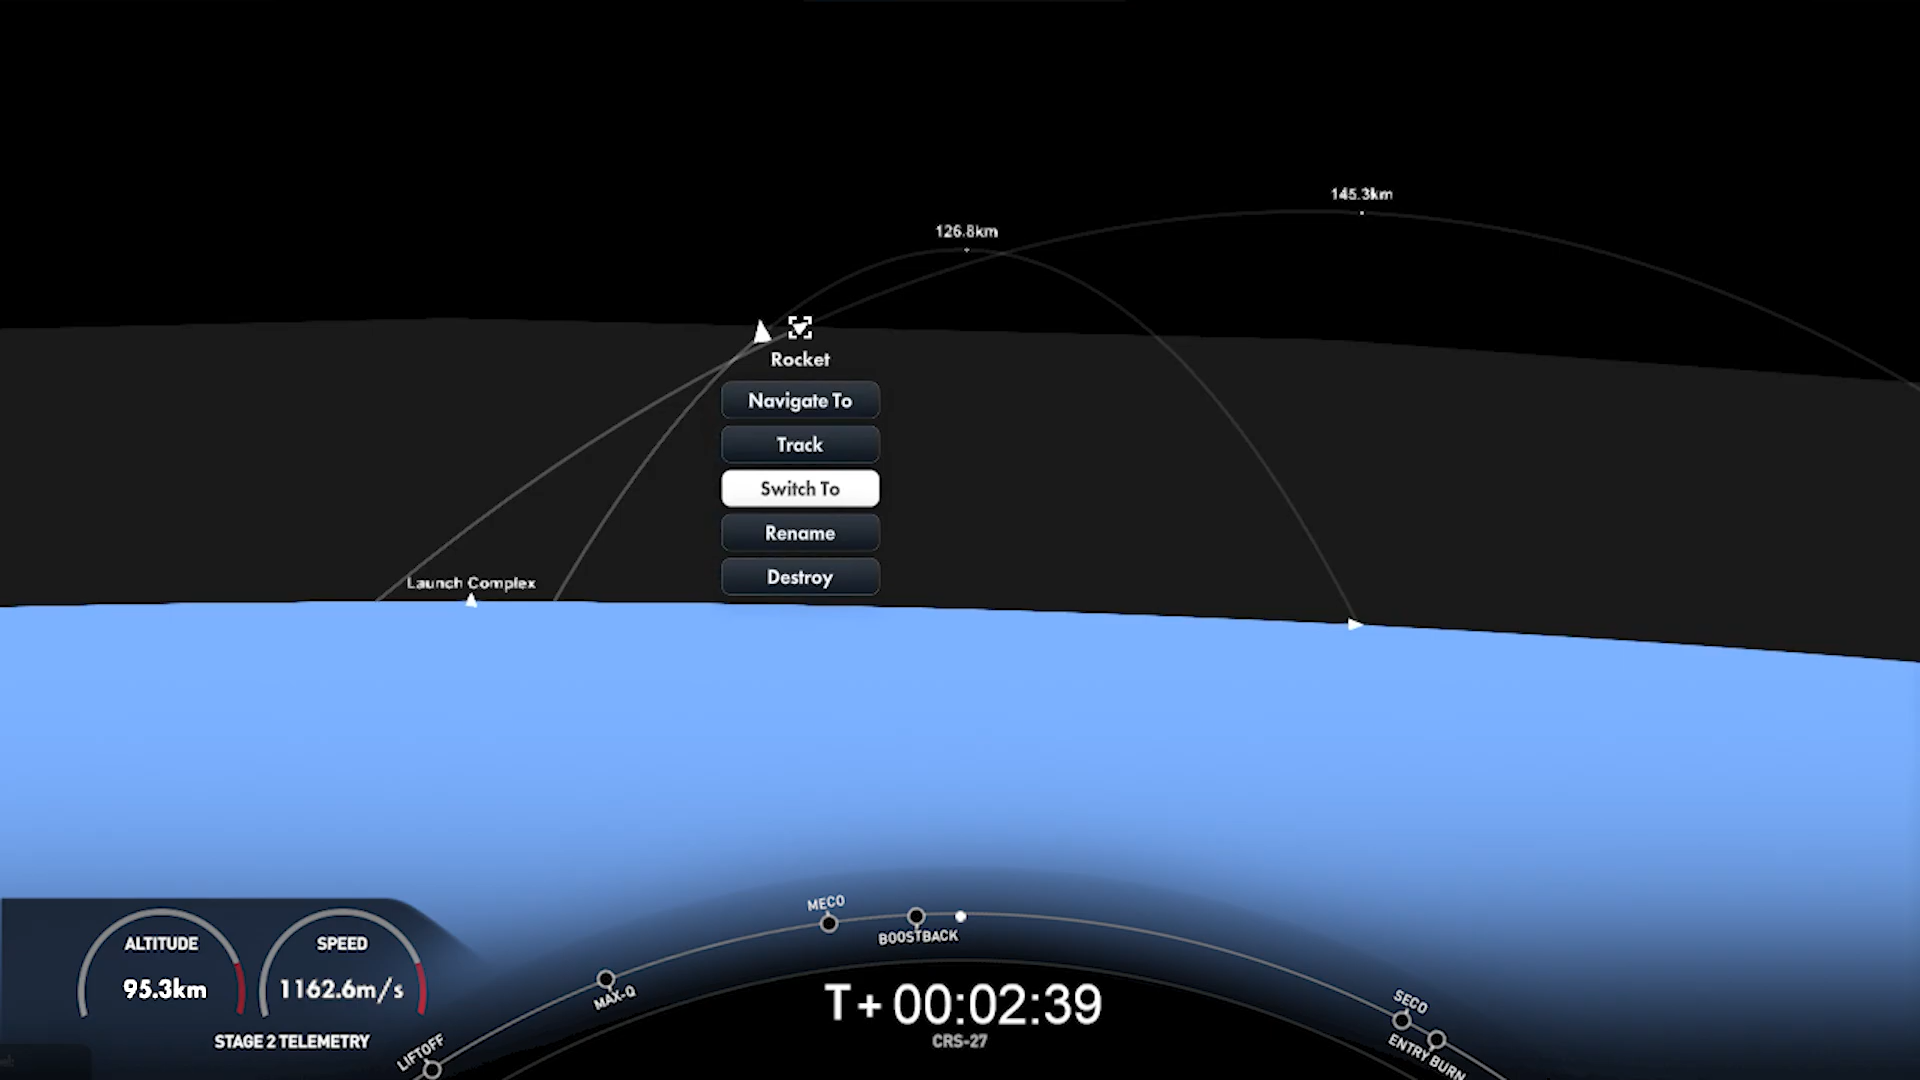 145.3km
126.8km
Rocket
Navigate To
Track
Switch To
Rename
Destroy
Launch Complex
ALTITUDE
95.3km
SPEED
1162.6m/s
STAGE 2 TELEMETRY
LIFTOFF
MAX-Q
MECO
BOOSTBACK
SECO
ENTRY BURN
T+ 00:02:39
CRS-27